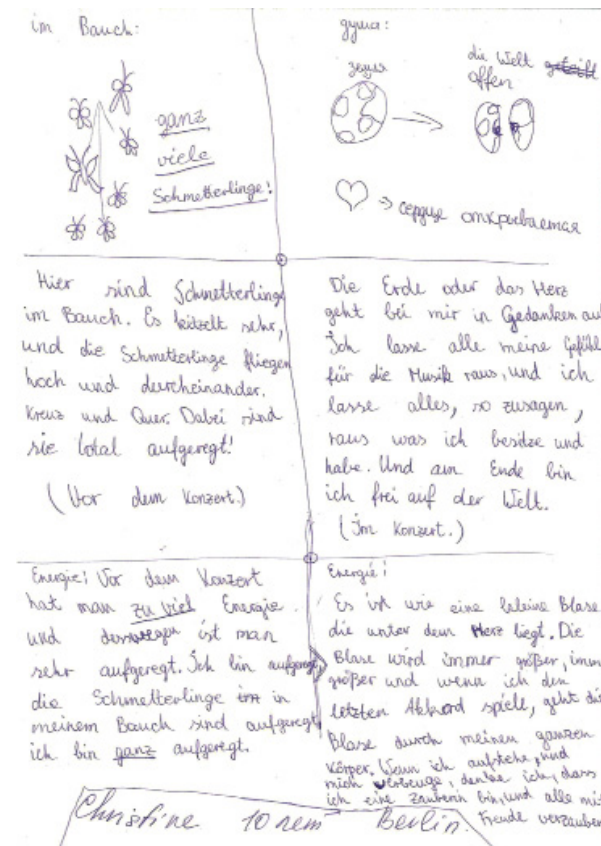 im Bauch:
ganz
viele
Schmetterlinge!
душа:
земля
die Welt
offen
сердце открываемая
Hier sind Schmetterlinge
im Bauch. Es kitzelt sehr,
und die Schmetterlinge fliegen
hoch und durcheinander.
Kreuz und Quer. Dabei sind
sie total aufgeregt!
(Vor dem Konzert.)
Die Erde oder das Herz
geht bei mir in Gedanken auf
Ich lasse alle meine Gefühle
für die Musik raus, und ich
lasse alles, so zusagen,
raus was ich besitze und
habe. Und am Ende bin
ich frei auf der Welt.
(Im Konzert.)
Energie! Vor dem Konzert
hat man zu viel Energie
und desswegen ist man
sehr aufgeregt. Ich bin aufgeregt,
die Schmetterlinge in
meinem Bauch sind aufgeregt
ich bin ganz aufgeregt.
Energie!
Es ist wie eine kleine Blase
die unter dem Herz liegt. Die
Blase wird immer größer,
größer und wenn ich den
letzten Akkord spiele, geht die
Blase durch meinen ganzen
Körper. Wenn ich aufstehe, und
mich verbeuge, denke ich, dass
ich eine Zauberin bin, und alle mit
Freude verzauber
Christine 10 лет Berlin.